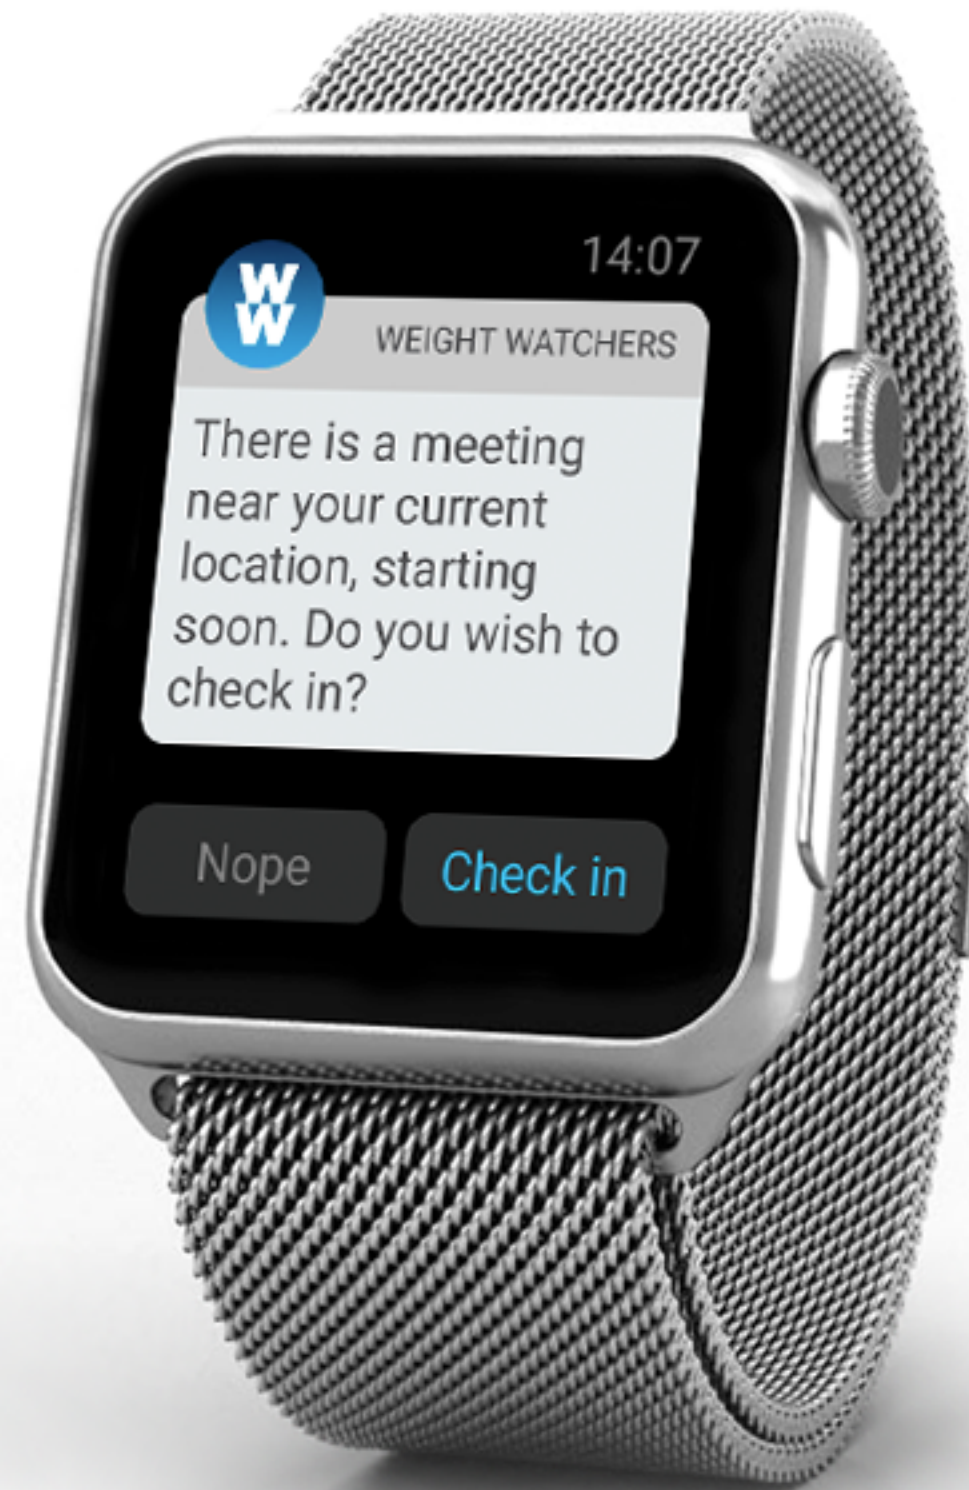 14:07
W
W
WEIGHT WATCHERS
There is a meeting
near your current
location, starting
soon. Do you wish to
check in?
Nope
Check in